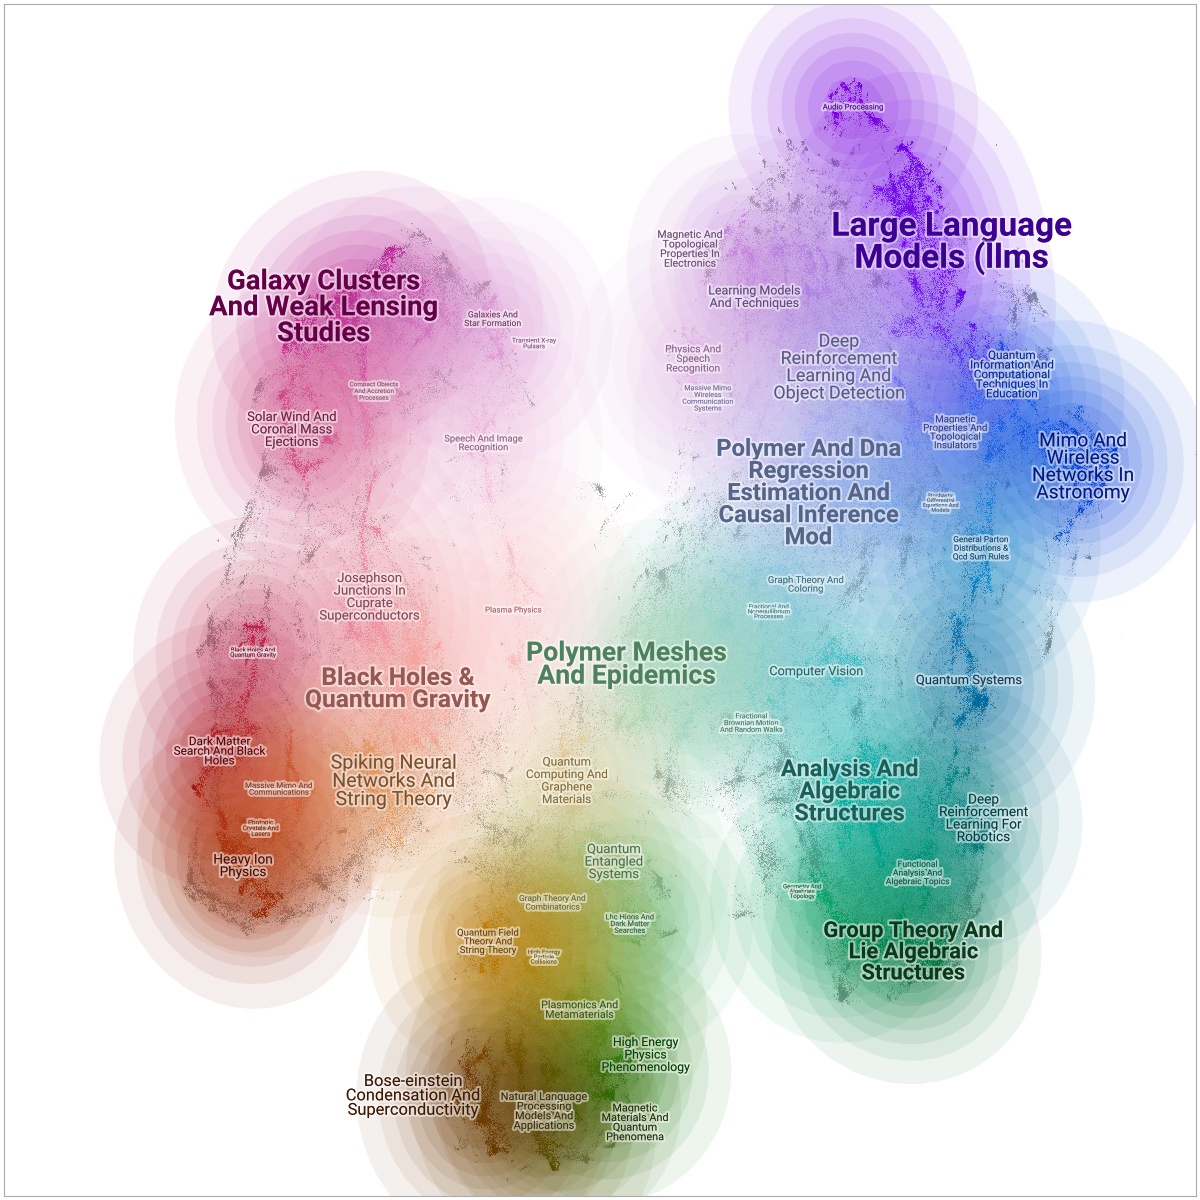 Audio Processing
Large Language
Models (llms
Magnetic And
Topological
Properties In
Electronics
Learning Models
And Techniques
Galaxy Clusters
And Weak Lensing
Studies
Galaxies And
Star Formation
Transient X-ray
Pulsars
Physics And
Speech
Recognition
Deep
Reinforcement
Learning And
Object Detection
Quantum
Information And
Computational
Techniques In
Education
Compact Objects
And Accretion
Processes
Massive Mimo
Wireless
Communication
Systems
Solar Wind And
Coronal Mass
Ejections
Speech And Image
Recognition
Magnetic
Properties And
Topological
Insulators
Mimo And
Wireless
Networks In
Astronomy
Polymer And Dna
Regression
Estimation And
Causal Inference
Mod
Stochastic
Differential
Equations And
Models
General Parton
Distributions &
Qcd Sum Rules
Josephson
Junctions In
Cuprate
Superconductors
Graph Theory And
Coloring
Plasma Physics
Fractional And
Nonequilibrium
Processes
Black Holes And
Quantum Gravity
Polymer Meshes
And Epidemics
Computer Vision
Quantum Systems
Black Holes &
Quantum Gravity
Fractional
Brownian Motion
And Random Walks
Dark Matter
Search And Black
Holes
Spiking Neural
Networks And
String Theory
Quantum
Computing And
Graphene
Materials
Analysis And
Algebraic
Structures
Massive Mimo And
Communications
Deep
Reinforcement
Learning For
Robotics
Photonic
Crystals And
Lasers
Heavy Ion
Physics
Quantum
Entangled
Systems
Functional
Analysis And
Algebraic Topics
Geometry And
Algebraic
Topology
Graph Theory And
Combinatorics
Lhc Higgs And
Dark Matter
Searches
Quantum Field
Theory And
String Theory
High Energy
Particle
Collisions
Group Theory And
Lie Algebraic
Structures
Plasmonics And
Metamaterials
High Energy
Physics
Phenomenology
Bose-einstein
Condensation And
Superconductivity
Natural Language
Processing
Models And
Applications
Magnetic
Materials And
Quantum
Phenomena